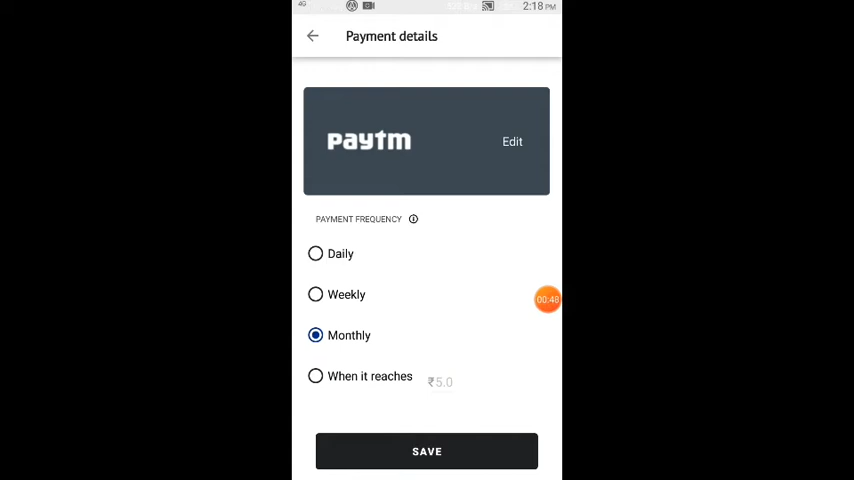 4G 2:18 PM
Payment details
paytm Edit
PAYMENT FREQUENCY
Daily
Weekly
00:48
Monthly
When it reaches ₹5.0
SAVE